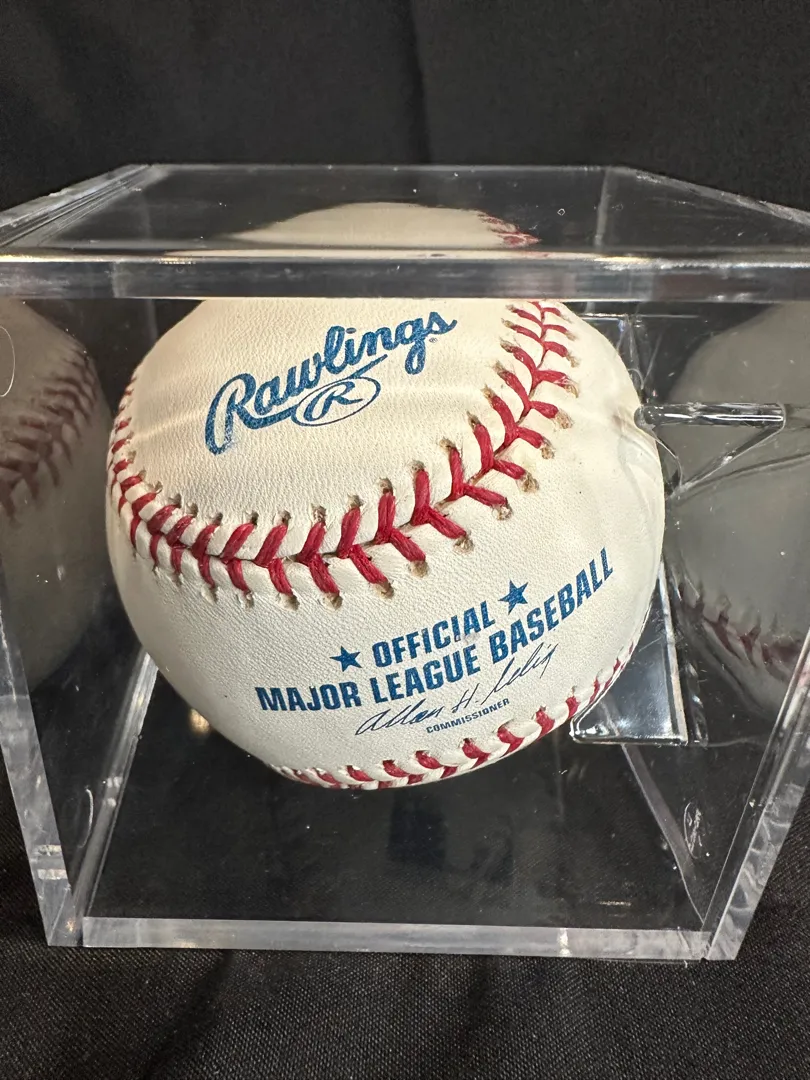 Rawlings
R
★ OFFICIAL ★
MAJOR LEAGUE BASEBALL
Allan H. Selig
COMMISSIONER